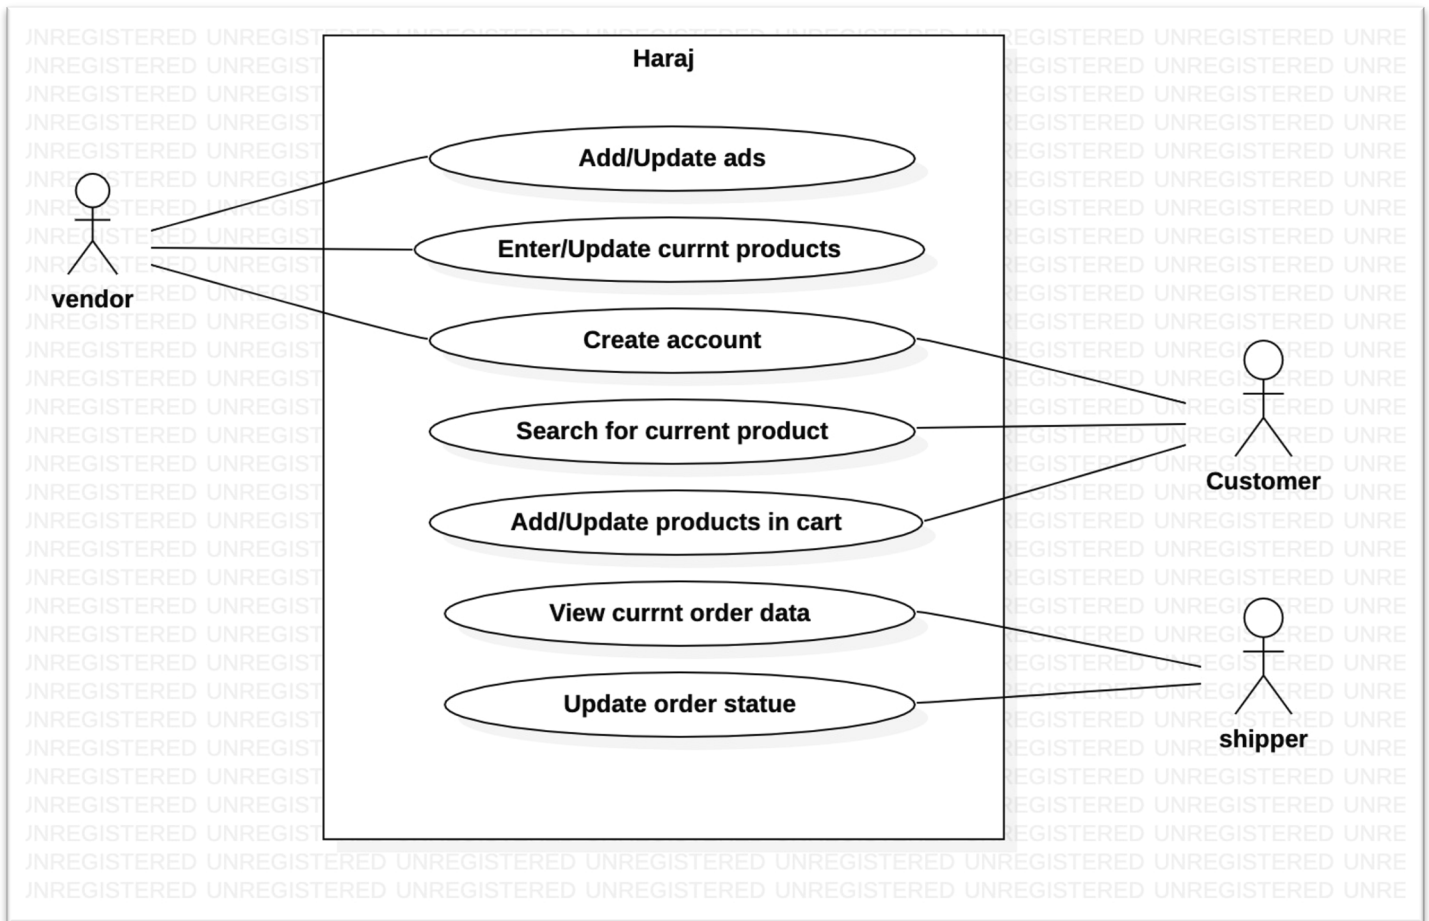 Haraj
Add/Update ads
Enter/Update currnt products
vendor
Create account
Search for current product
Customer
Add/Update products in cart
View currnt order data
Update order statue
shipper
UNREGISTERED